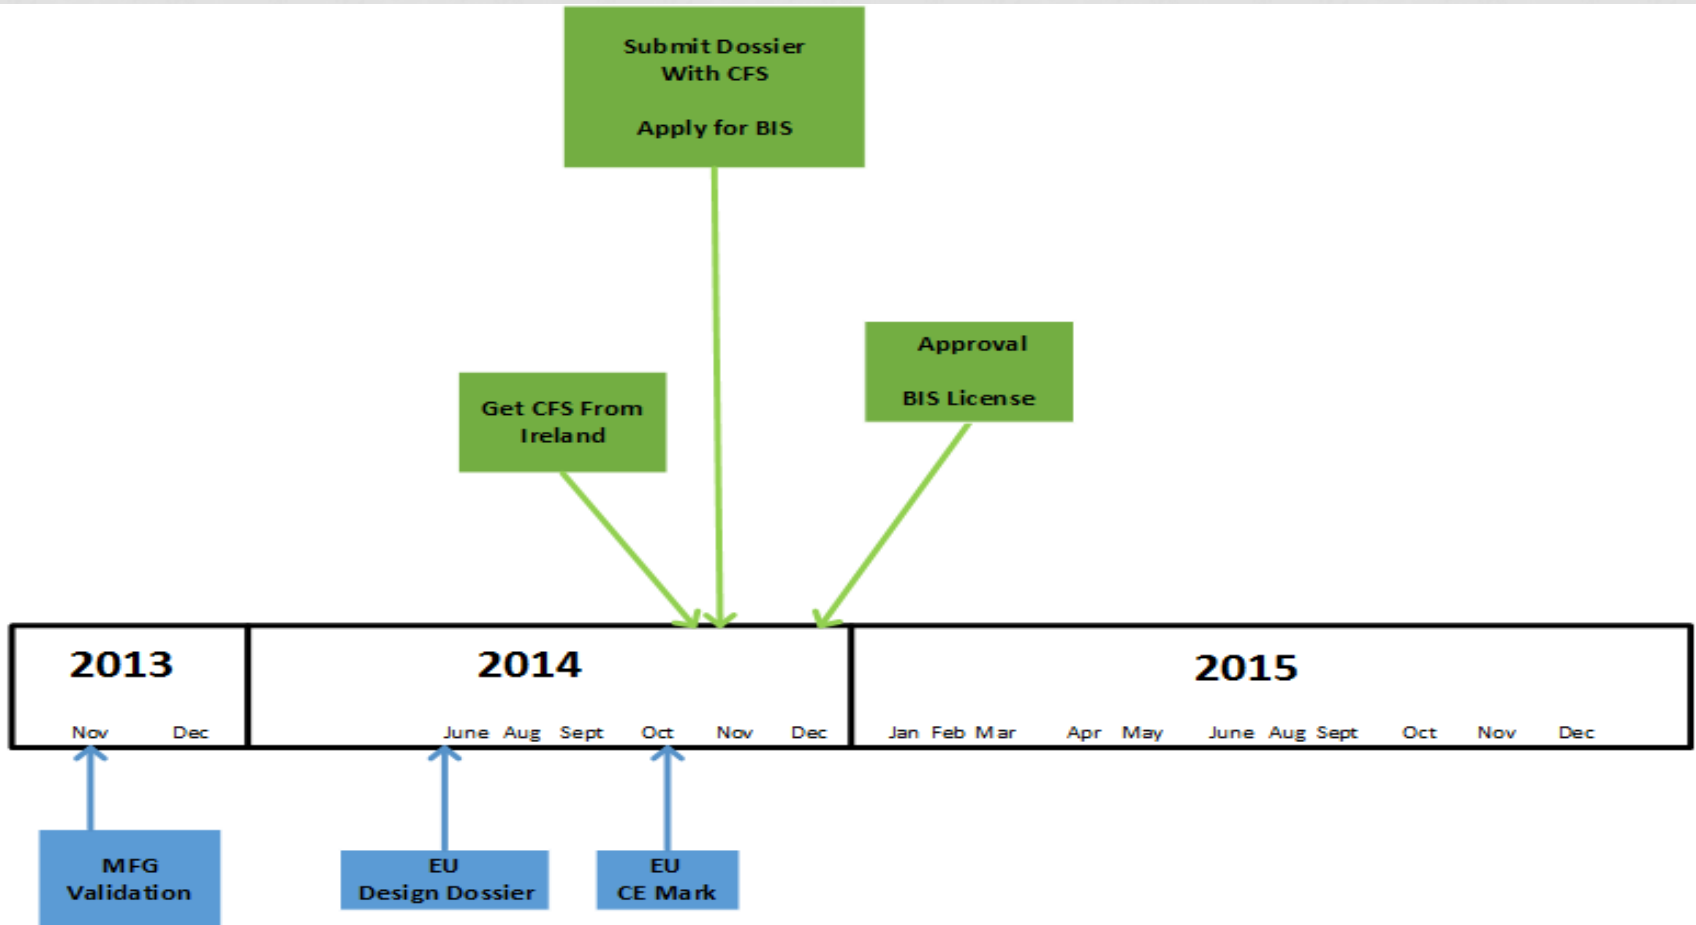 Submit Dossier
With CFS
Apply for BIS
Approval
BIS License
Get CFS From
Ireland
2013
2014
2015
Nov Dec
June Aug Sept Oct Nov Dec
Jan Feb Mar Apr May June Aug Sept Oct Nov Dec
MFG
Validation
EU
Design Dossier
EU
CE Mark